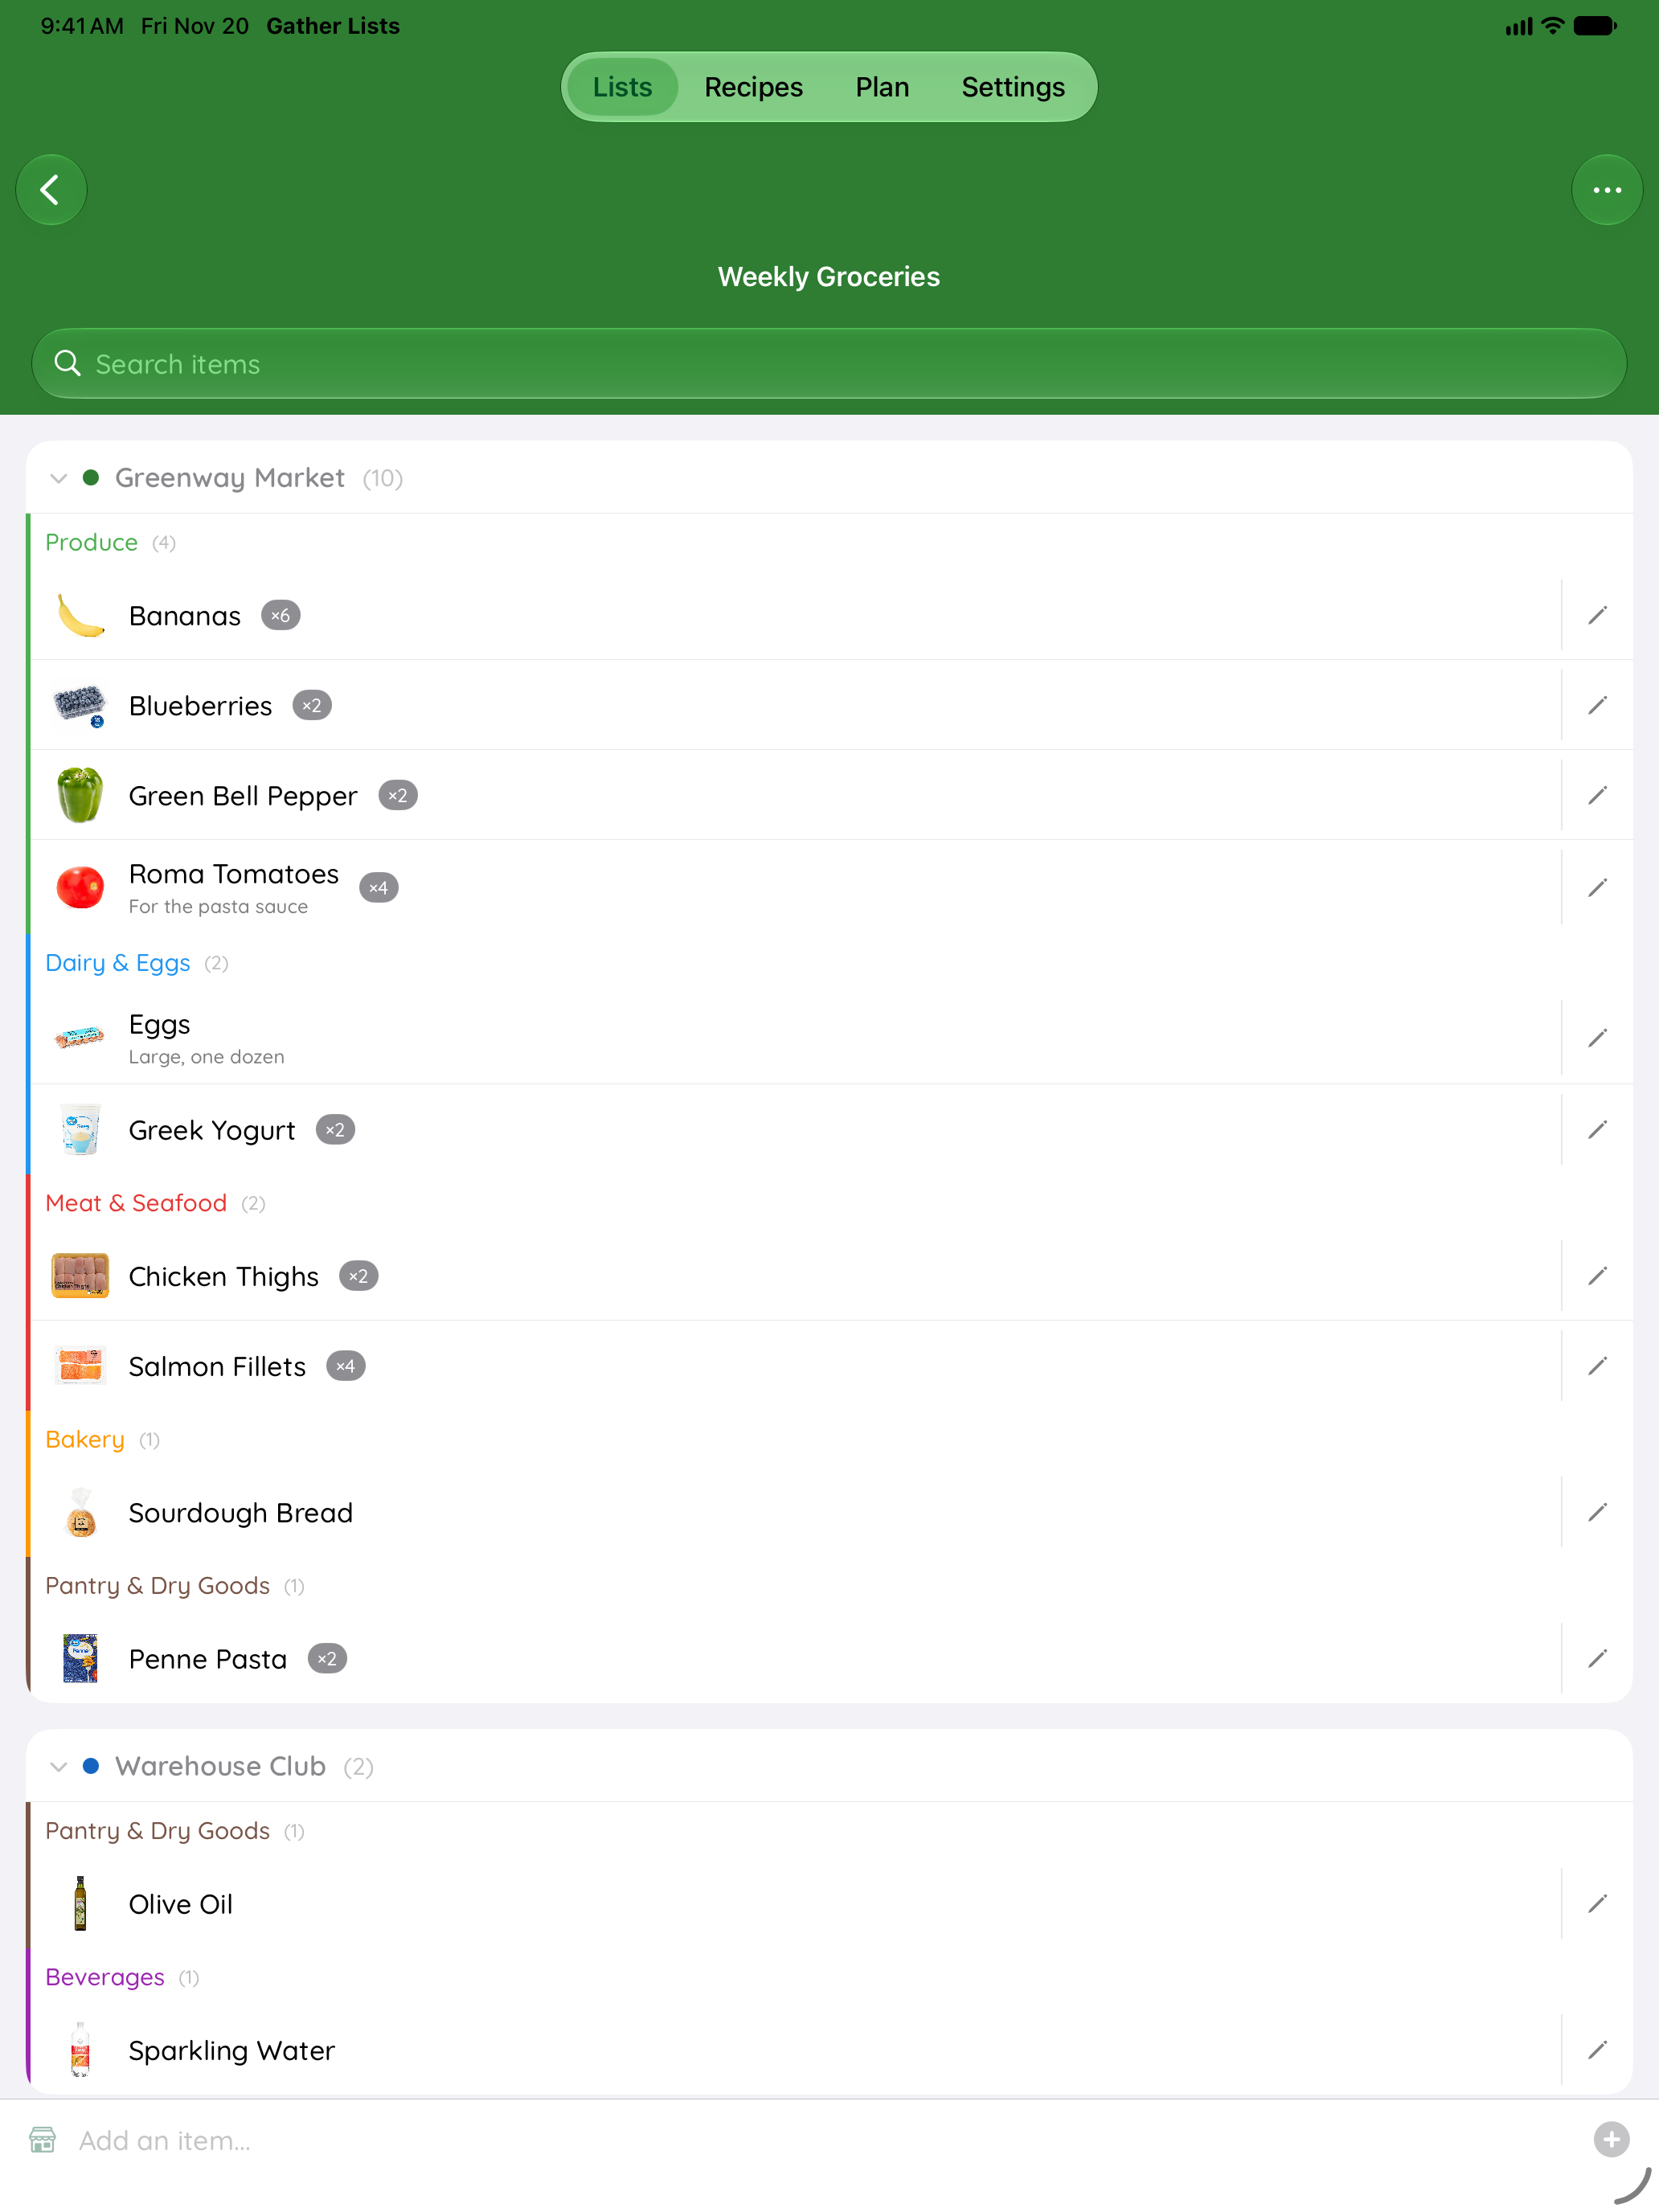 9:41 AM Fri Nov 20 Gather Lists
Lists Recipes Plan Settings
Weekly Groceries
Search items
Greenway Market (10)
Produce (4)
Bananas ×6
Blueberries ×2
Green Bell Pepper ×2
Roma Tomatoes ×4
For the pasta sauce
Dairy & Eggs (2)
Eggs
Large, one dozen
Greek Yogurt ×2
Meat & Seafood (2)
Chicken Thighs ×2
Salmon Fillets ×4
Bakery (1)
Sourdough Bread
Pantry & Dry Goods (1)
Penne
Penne Pasta ×2
Warehouse Club (2)
Pantry & Dry Goods (1)
Olive Oil
Beverages (1)
Sparkling Water
Add an item...